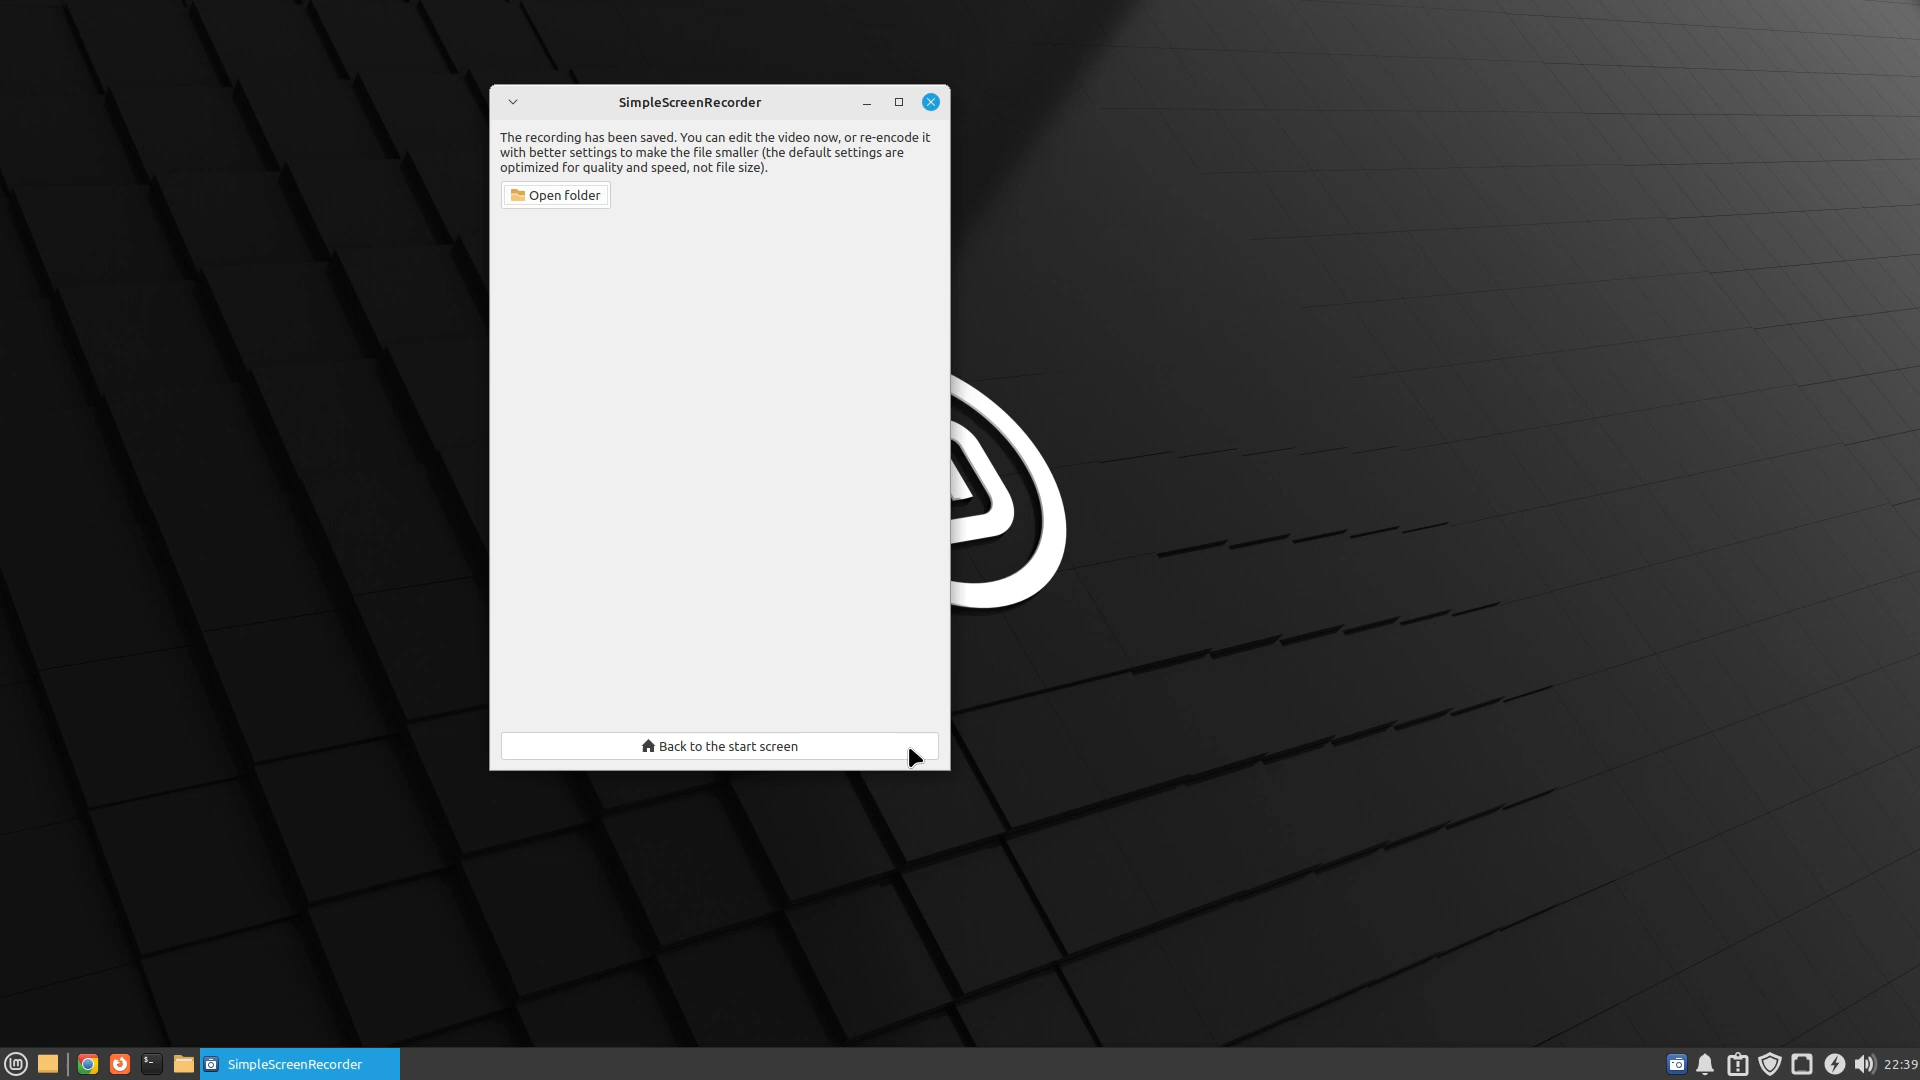 SimpleScreenRecorder
The recording has been saved. You can edit the video now, or re-encode it
with better settings to make the file smaller (the default settings are
optimized for quality and speed, not file size).
Open folder
Back to the start screen
SimpleScreenRecorder
22:39